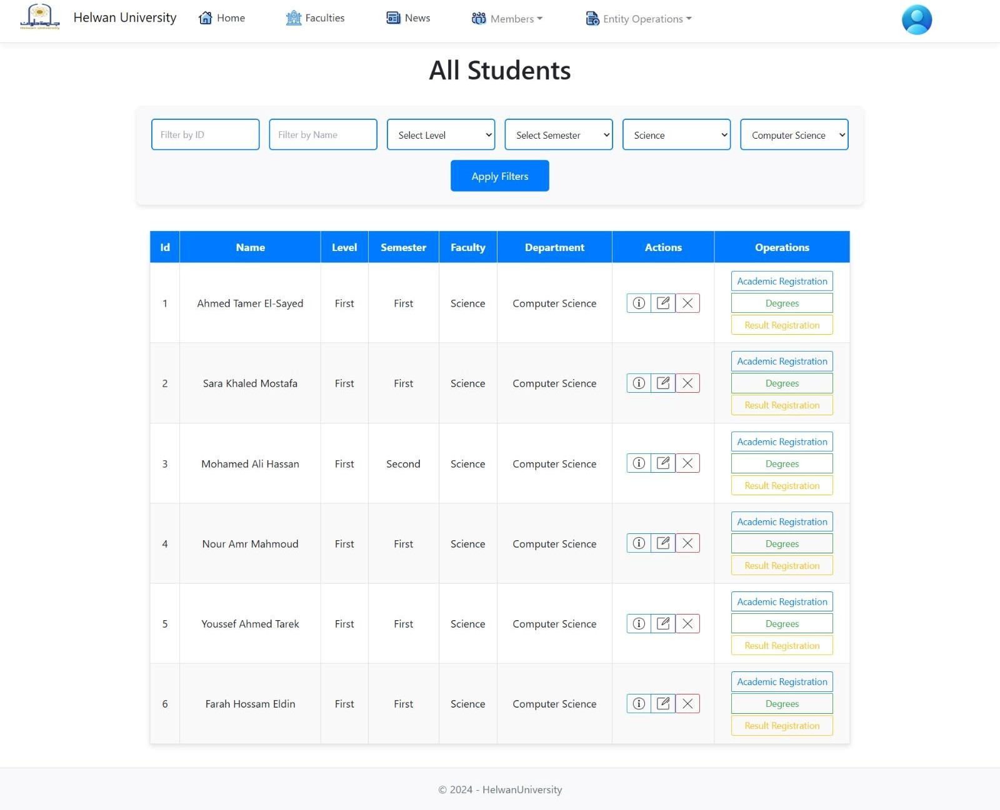 جامعة حلوان
Helwan University
Helwan University Home Faculties News Members Entity Operations
All Students
Filter by ID Filter by Name Select Level Select Semester Science Computer Science
Apply Filters
Id Name Level Semester Faculty Department Actions Operations
1 Ahmed Tamer El-Sayed First First Science Computer Science Academic Registration
Degrees
Result Registration
2 Sara Khaled Mostafa First First Science Computer Science Academic Registration
Degrees
Result Registration
3 Mohamed Ali Hassan First Second Science Computer Science Academic Registration
Degrees
Result Registration
4 Nour Amr Mahmoud First First Science Computer Science Academic Registration
Degrees
Result Registration
5 Youssef Ahmed Tarek First First Science Computer Science Academic Registration
Degrees
Result Registration
6 Farah Hossam Eldin First First Science Computer Science Academic Registration
Degrees
Result Registration
© 2024 - HelwanUniversity